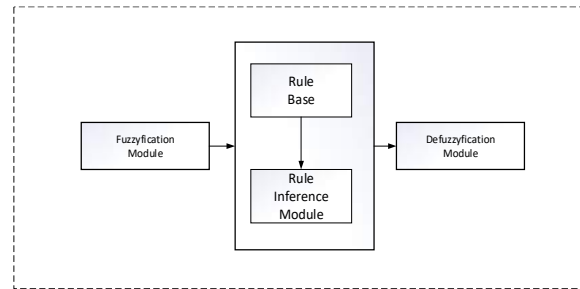 Fuzzyfication
Module
Rule
Base
Rule
Inference
Module
Defuzzyfication
Module